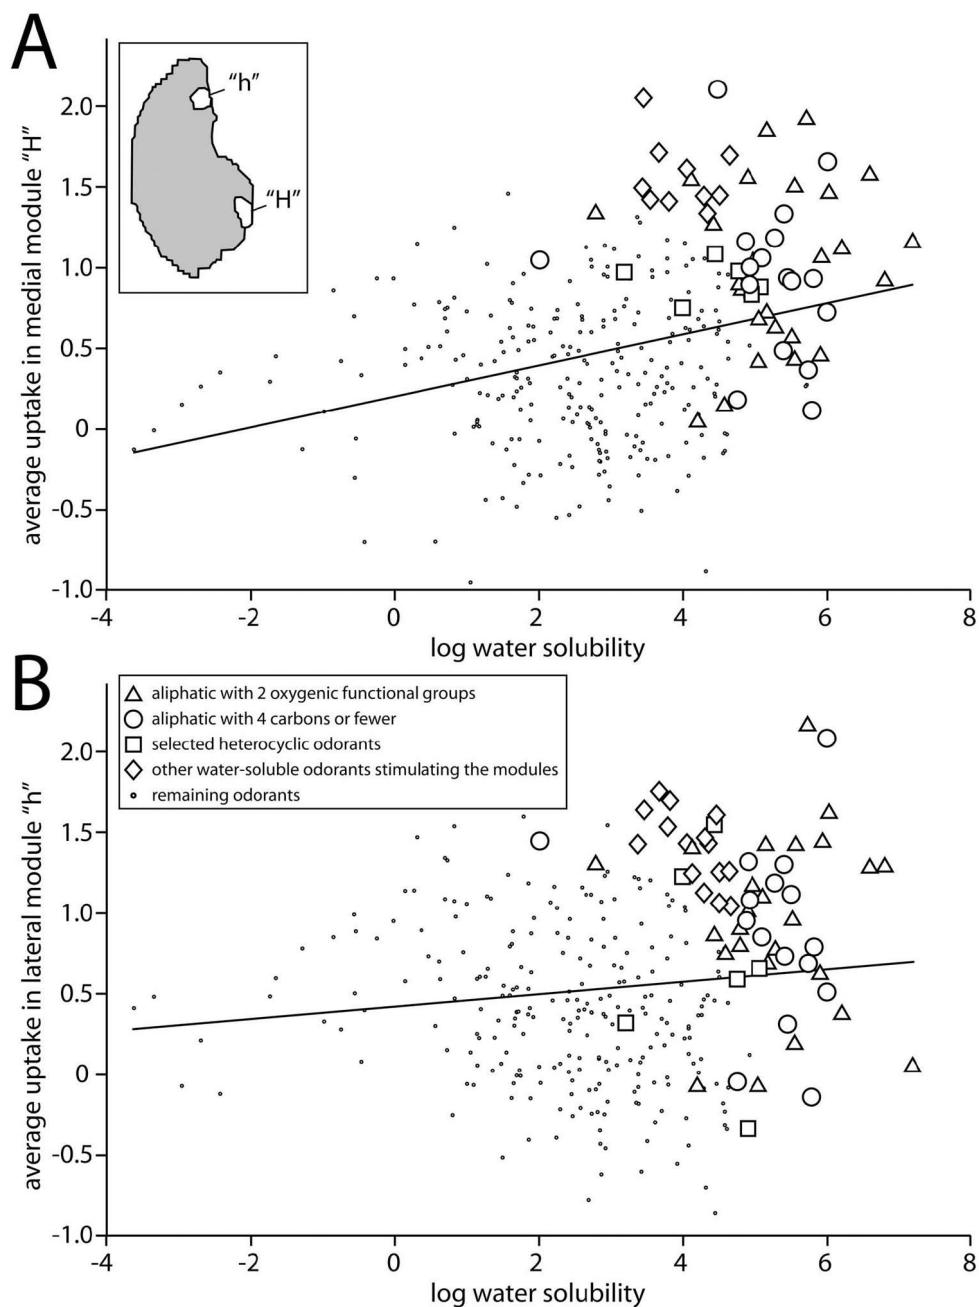 A
"h"
"H"
average uptake in medial module "H"
2.0
1.5
1.0
0.5
0
-0.5
-1.0
-4
-2
0
2
4
6
8
log water solubility
B
aliphatic with 2 oxygenic functional groups
aliphatic with 4 carbons or fewer
selected heterocyclic odorants
other water-soluble odorants stimulating the modules
remaining odorants
average uptake in lateral module "h"
2.0
1.5
1.0
0.5
0
-0.5
-1.0
-4
-2
0
2
4
6
8
log water solubility